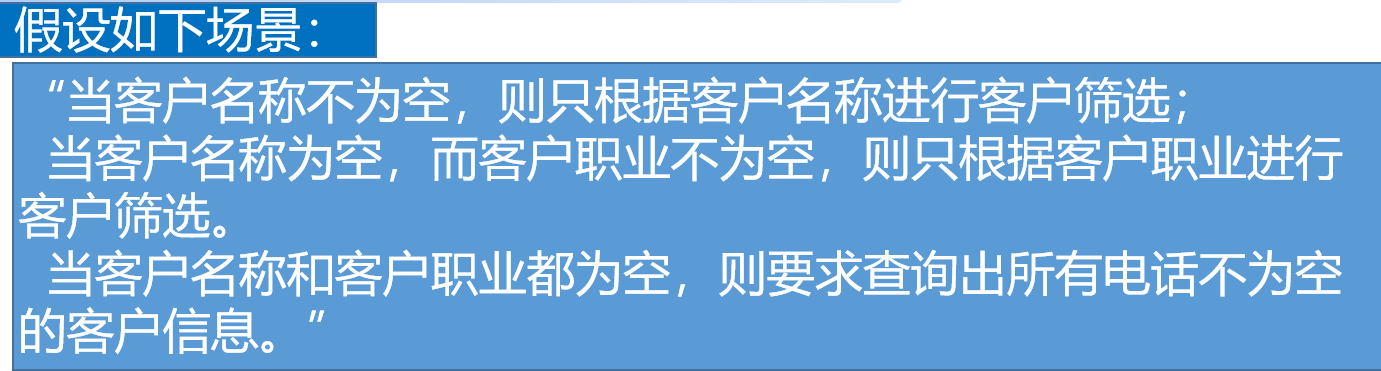 假设如下场景：
“当客户名称不为空，则只根据客户名称进行客户筛选；
当客户名称为空，而客户职业不为空，则只根据客户职业进行
客户筛选。
当客户名称和客户职业都为空，则要求查询出所有电话不为空
的客户信息。”